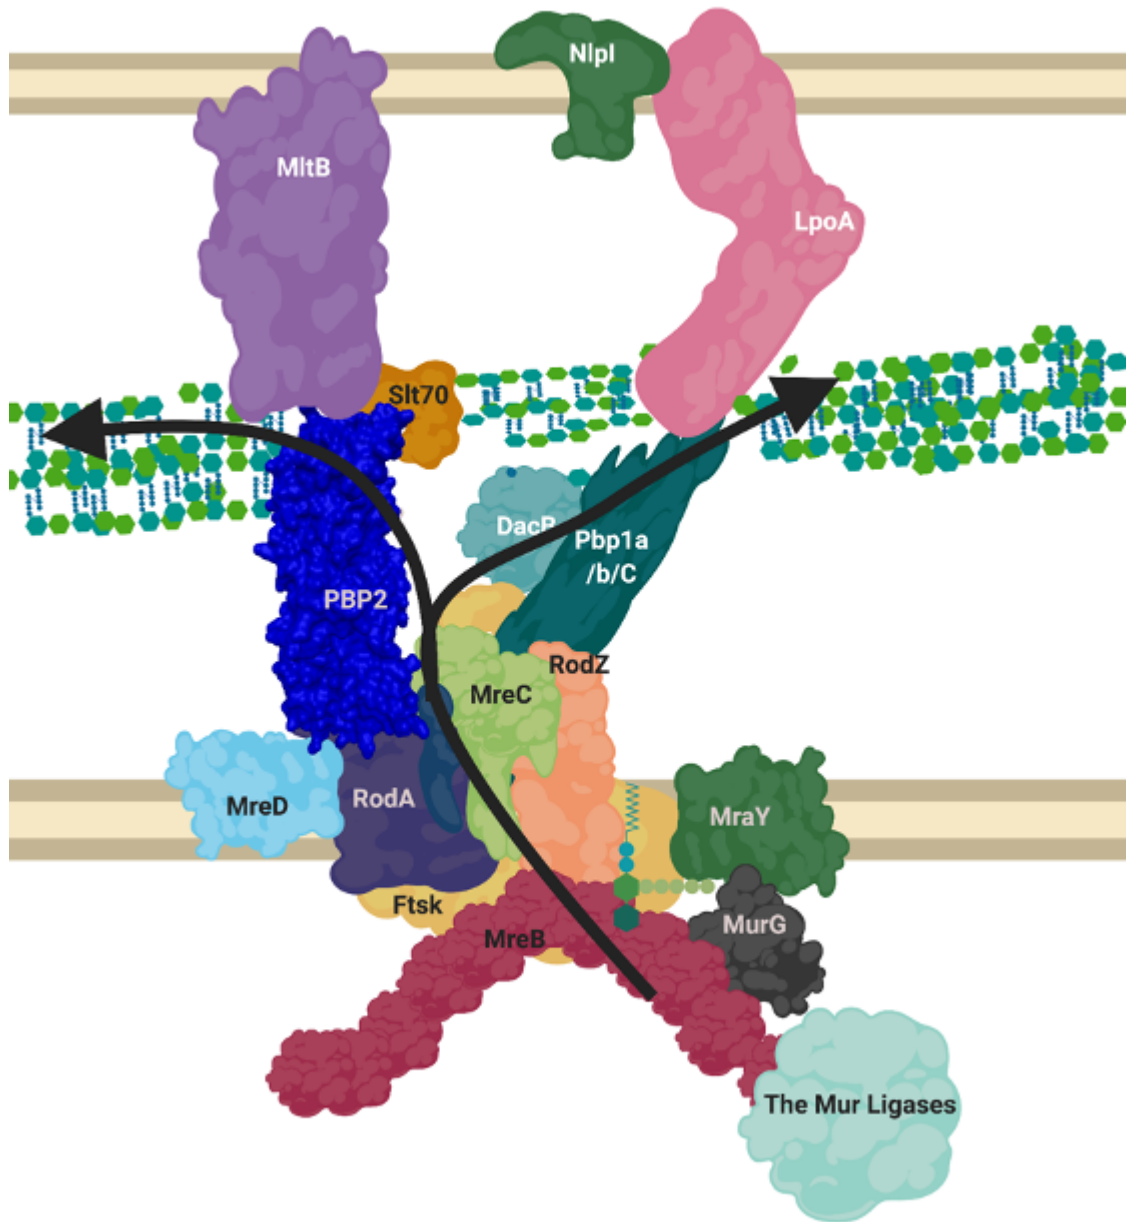 NlpI
MltB
LpoA
Slt70
DacB
Pbp1a
/b/C
PBP2
RodZ
MreC
MreD
RodA
MraY
Ftsk
MurG
MreB
The Mur Ligases